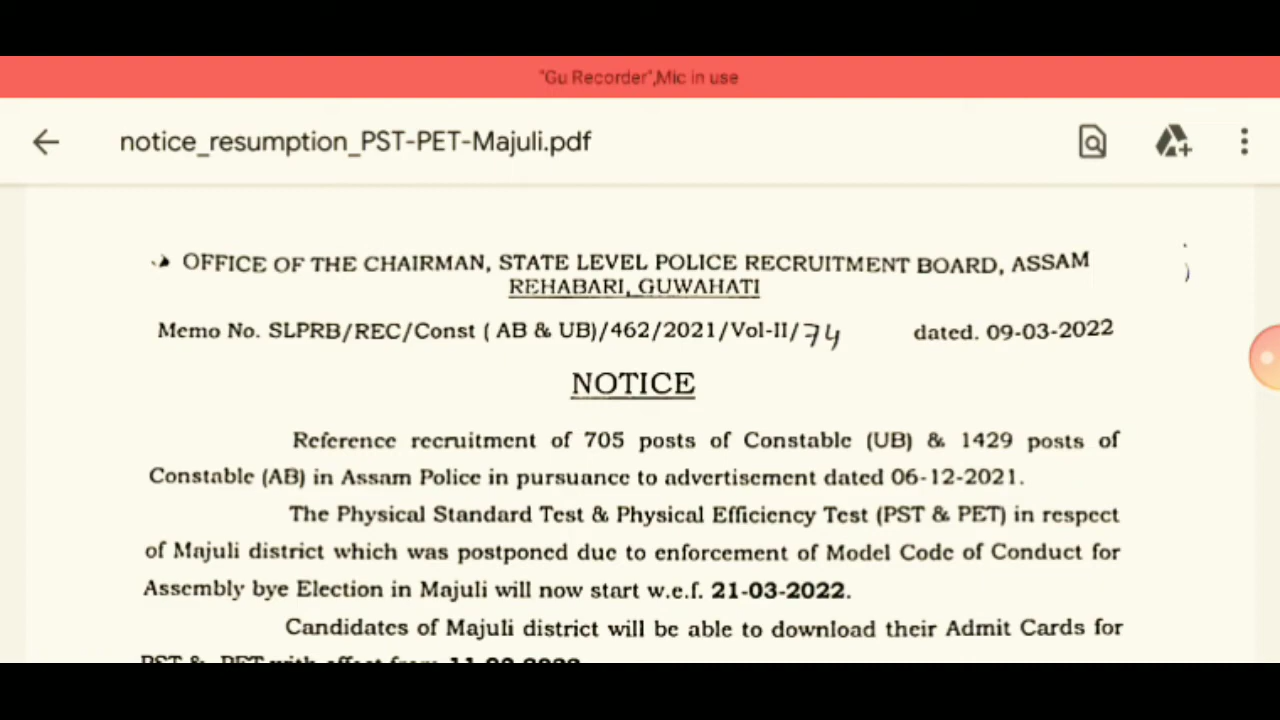 "Gu Recorder",Mic in use
notice_resumption_PST-PET-Majuli.pdf
OFFICE OF THE CHAIRMAN, STATE LEVEL POLICE RECRUITMENT BOARD, ASSAM
REHABARI, GUWAHATI
Memo No. SLPRB/REC/Const ( AB & UB)/462/2021/Vol-II/74 dated. 09-03-2022
NOTICE
Reference recruitment of 705 posts of Constable (UB) & 1429 posts of
Constable (AB) in Assam Police in pursuance to advertisement dated 06-12-2021.
The Physical Standard Test & Physical Efficiency Test (PST & PET) in respect
of Majuli district which was postponed due to enforcement of Model Code of Conduct for
Assembly bye Election in Majuli will now start w.e.f. 21-03-2022.
Candidates of Majuli district will be able to download their Admit Cards for
PST & PET with effect from